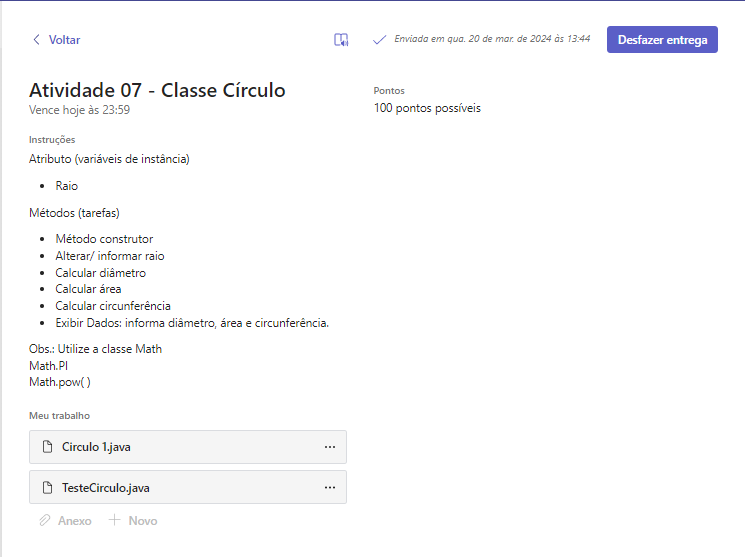 Voltar
Enviada em qua. 20 de mar. de 2024 às 13:44
Desfazer entrega
Atividade 07 - Classe Círculo
Vence hoje às 23:59
Pontos
100 pontos possíveis
Instruções
Atributo (variáveis de instância)
Raio
Métodos (tarefas)
Método construtor
Alterar/ informar raio
Calcular diâmetro
Calcular área
Calcular circunferência
Exibir Dados: informa diâmetro, área e circunferência.
Obs.: Utilize a classe Math
Math.PI
Math.pow( )
Meu trabalho
Circulo 1.java
TesteCirculo.java
Anexo
Novo